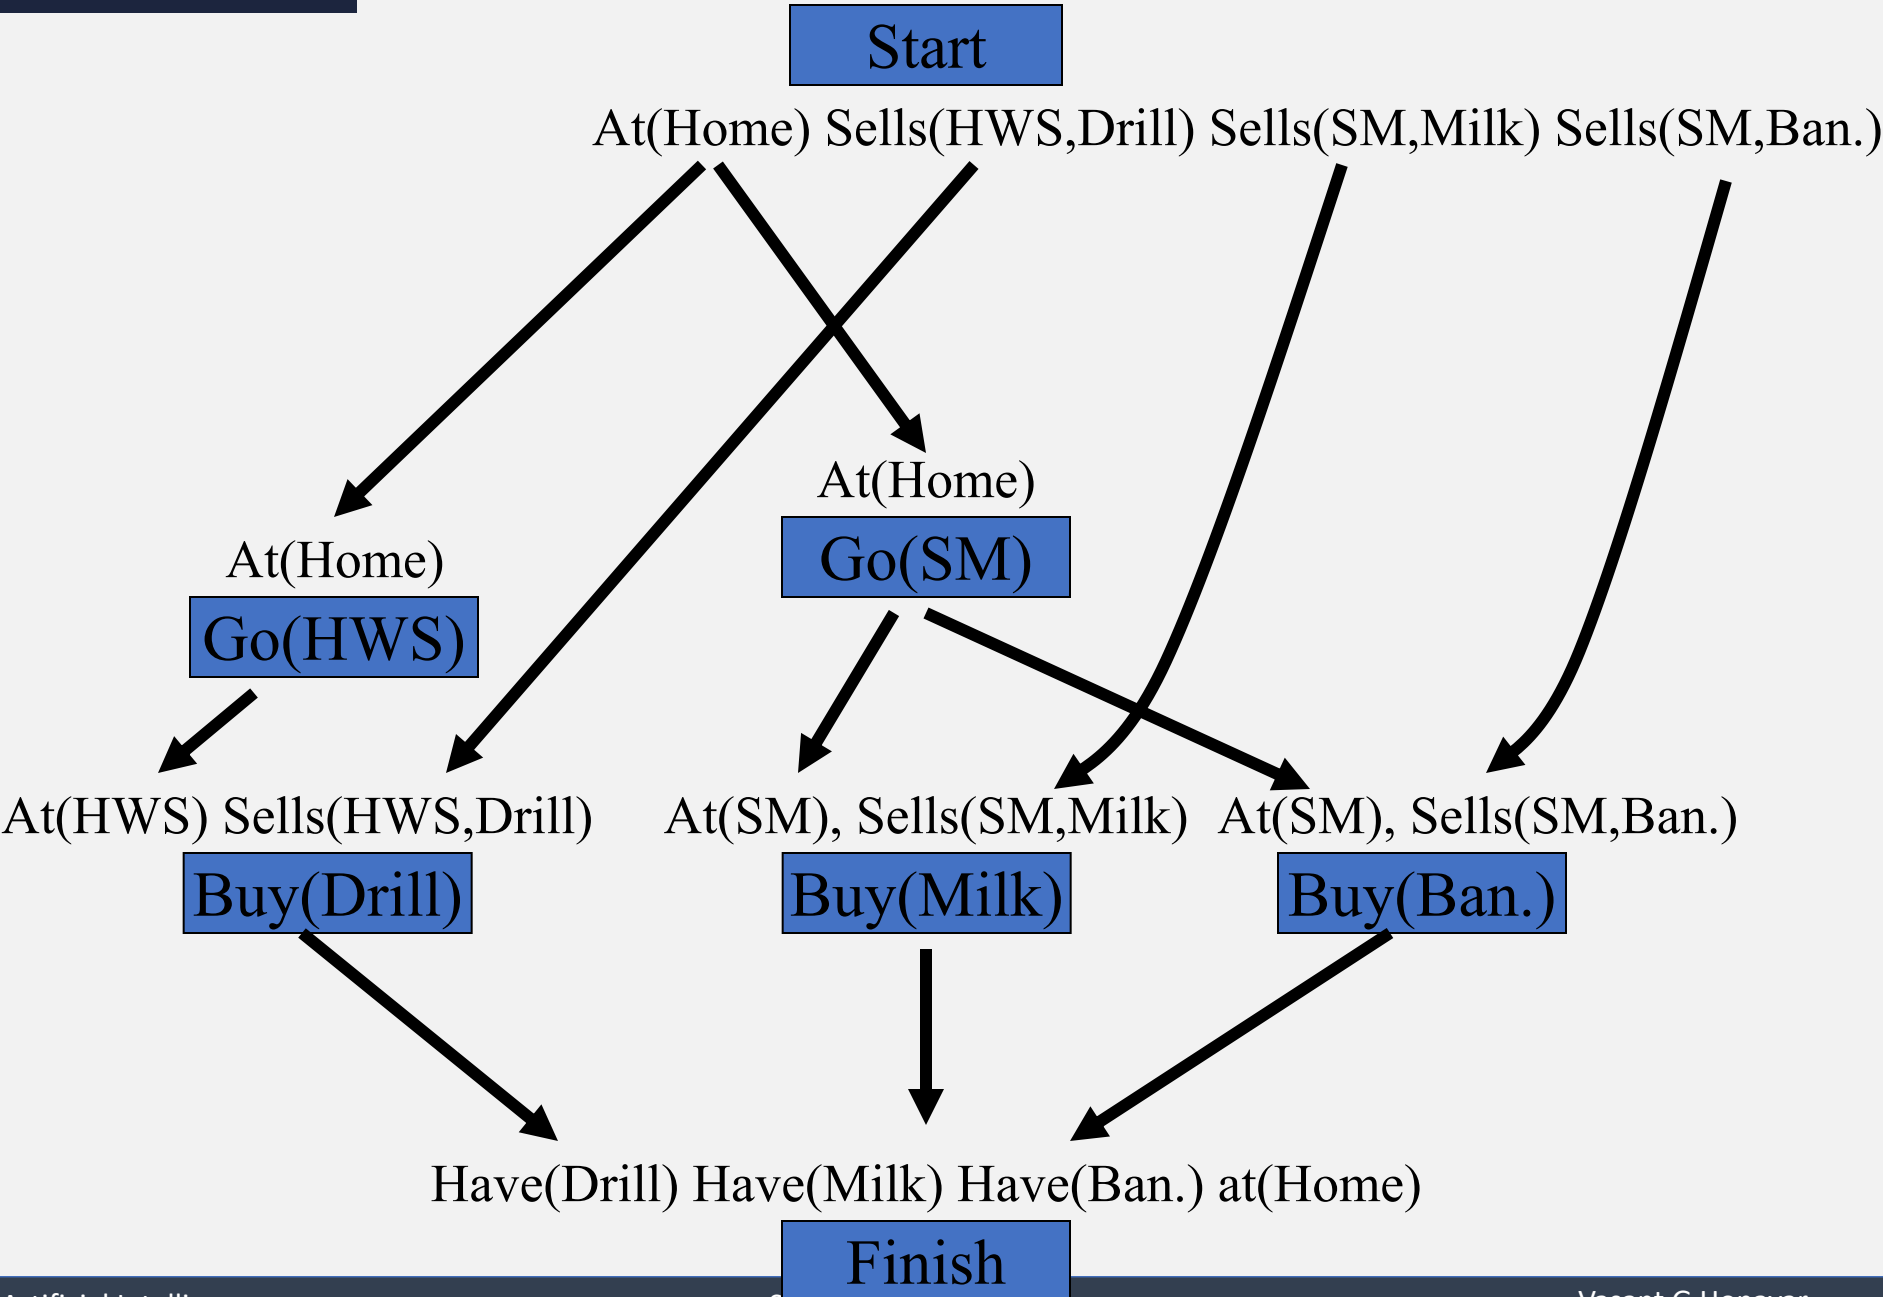 Start
At(Home) Sells(HWS,Drill) Sells(SM,Milk) Sells(SM,Ban.)
At(Home)
Go(SM)
At(Home)
Go(HWS)
At(HWS) Sells(HWS,Drill) At(SM), Sells(SM,Milk) At(SM), Sells(SM,Ban.)
Buy(Drill) Buy(Milk) Buy(Ban.)
Have(Drill) Have(Milk) Have(Ban.) at(Home)
Finish
Vasant G Honavar